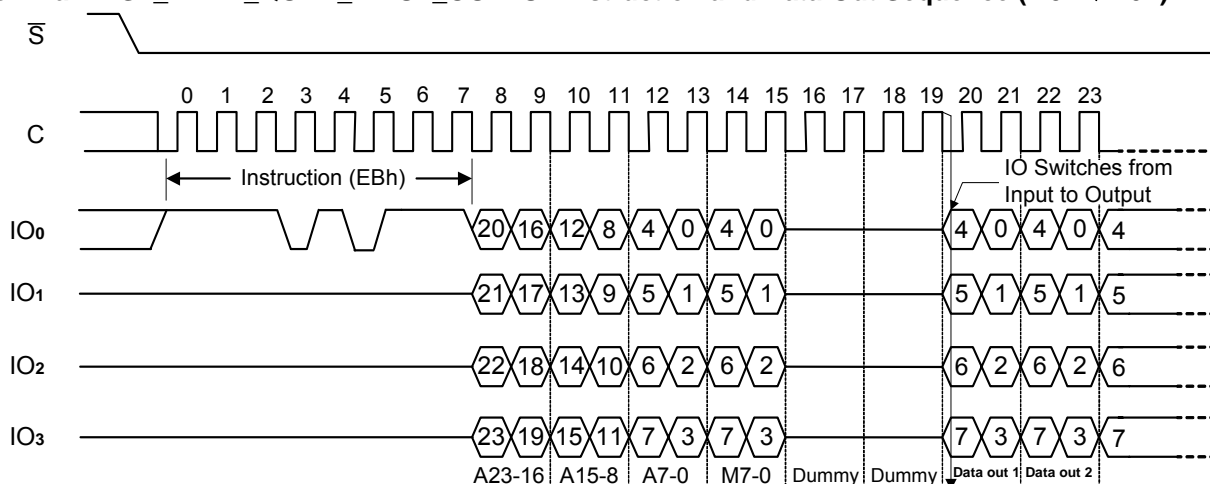 S
0 1 2 3 4 5 6 7 8 9 10 11 12 13 14 15 16 17 18 19 20 21 22 23
C
Instruction (EBh)
IO Switches from
Input to Output
IO0 20 16 12 8 4 0 4 0 4 0 4 0 4
IO1 21 17 13 9 5 1 5 1 5 1 5 1 5
IO2 22 18 14 10 6 2 6 2 6 2 6 2 6
IO3 23 19 15 11 7 3 7 3 7 3 7 3 7
A23-16 A15-8 A7-0 M7-0 Dummy Dummy Data out 1 Data out 2